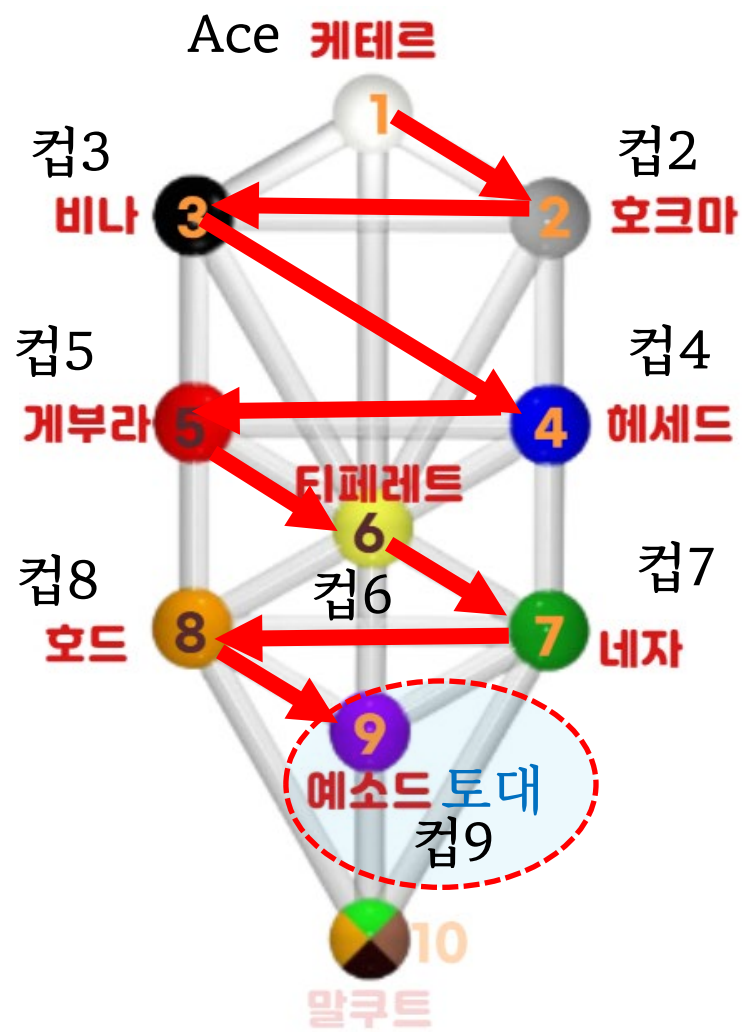 Ace 케테르
1
컵3 컵2
비나 3 2 호크마
컵5 컵4
게부라 5 4 헤세드
티페레트
6
컵8 컵6 컵7
호드 8 7 네자
9
예소드 토대
컵9
10
말쿠트